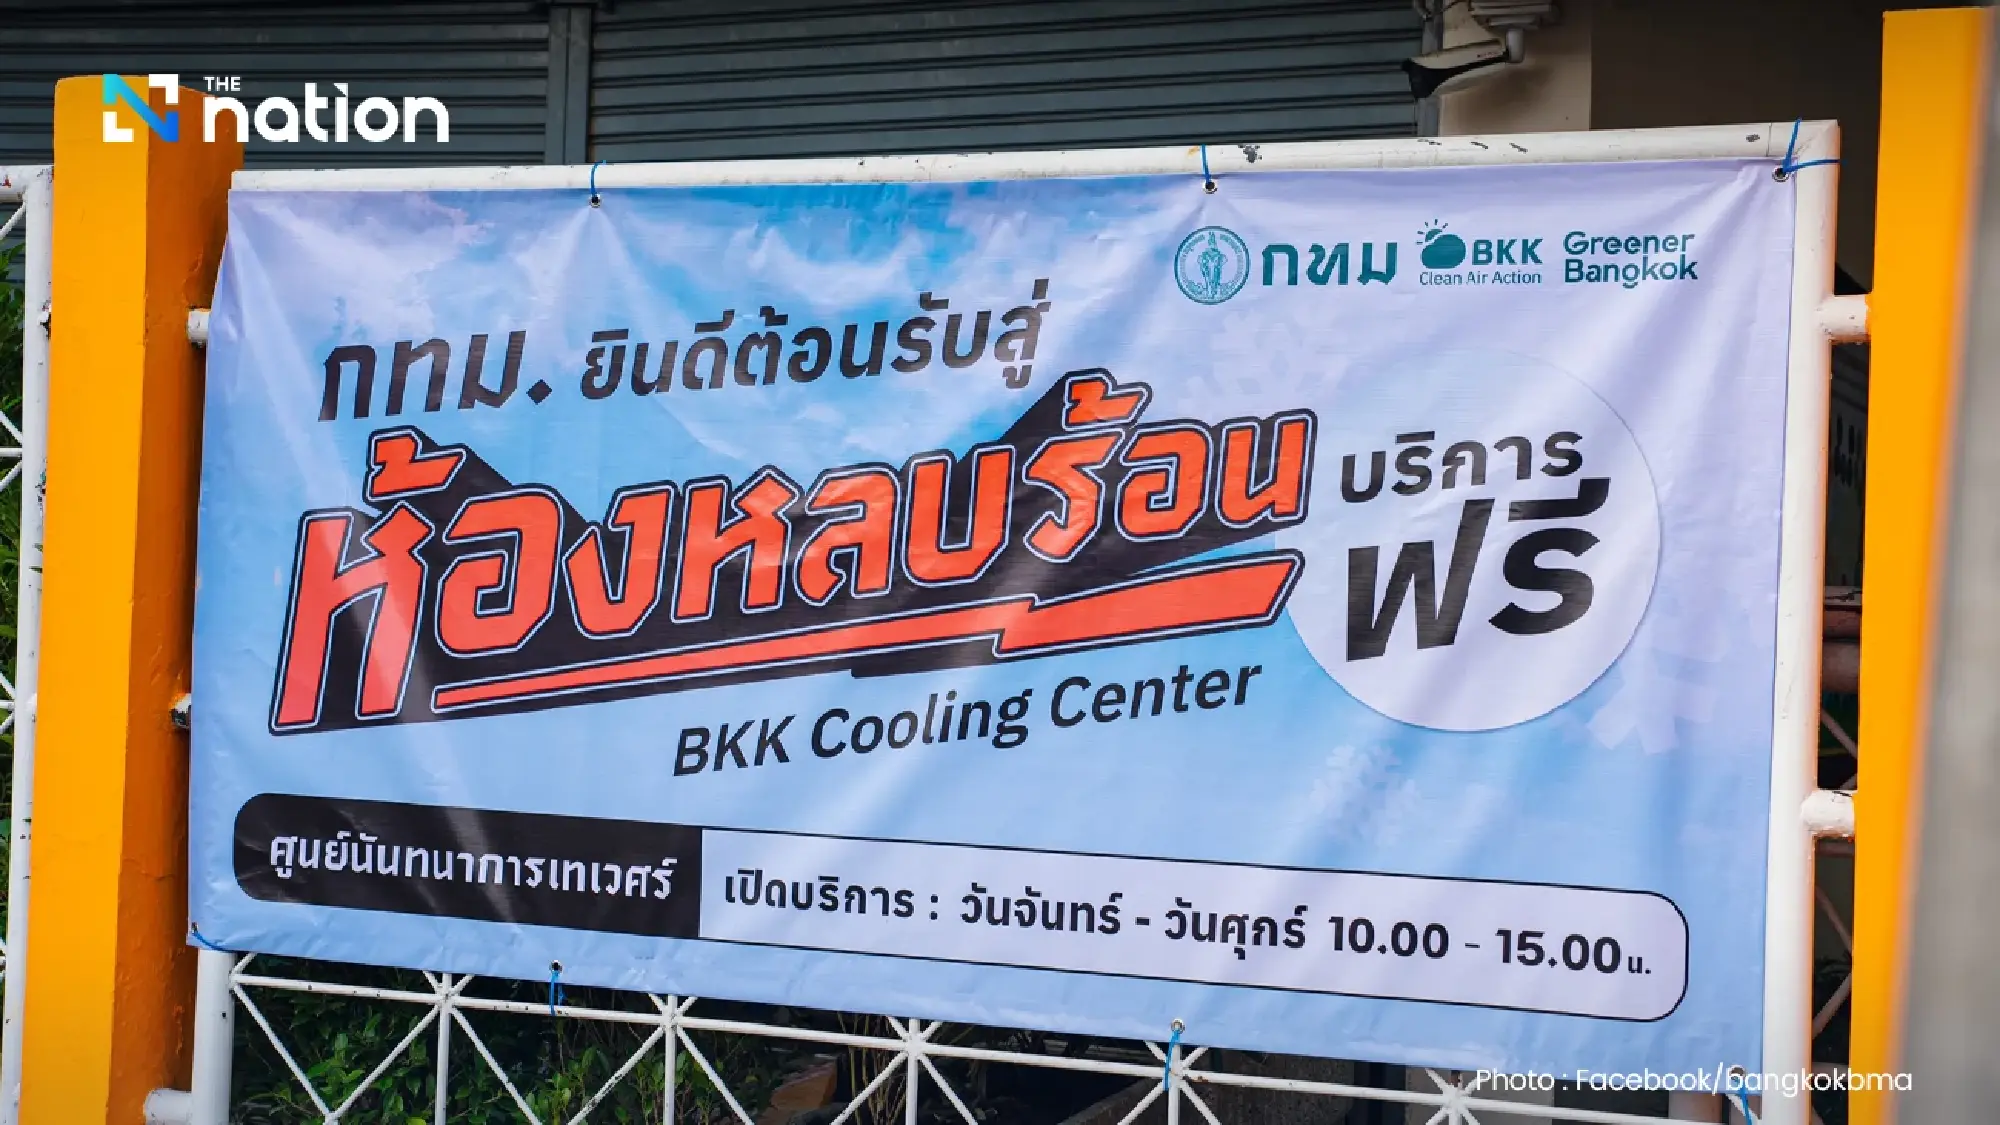 THE
nation
กทม
BKK
Clean Air Action
Greener
Bangkok
กทม. ยินดีต้อนรับสู่
ห้องหลบร้อน
บริการ
ฟรี
BKK Cooling Center
ศูนย์นันทนาการเทเวศร์
เปิดบริการ : วันจันทร์ - วันศุกร์ 10.00 - 15.00 น.
Photo : Facebook/bangkokbma